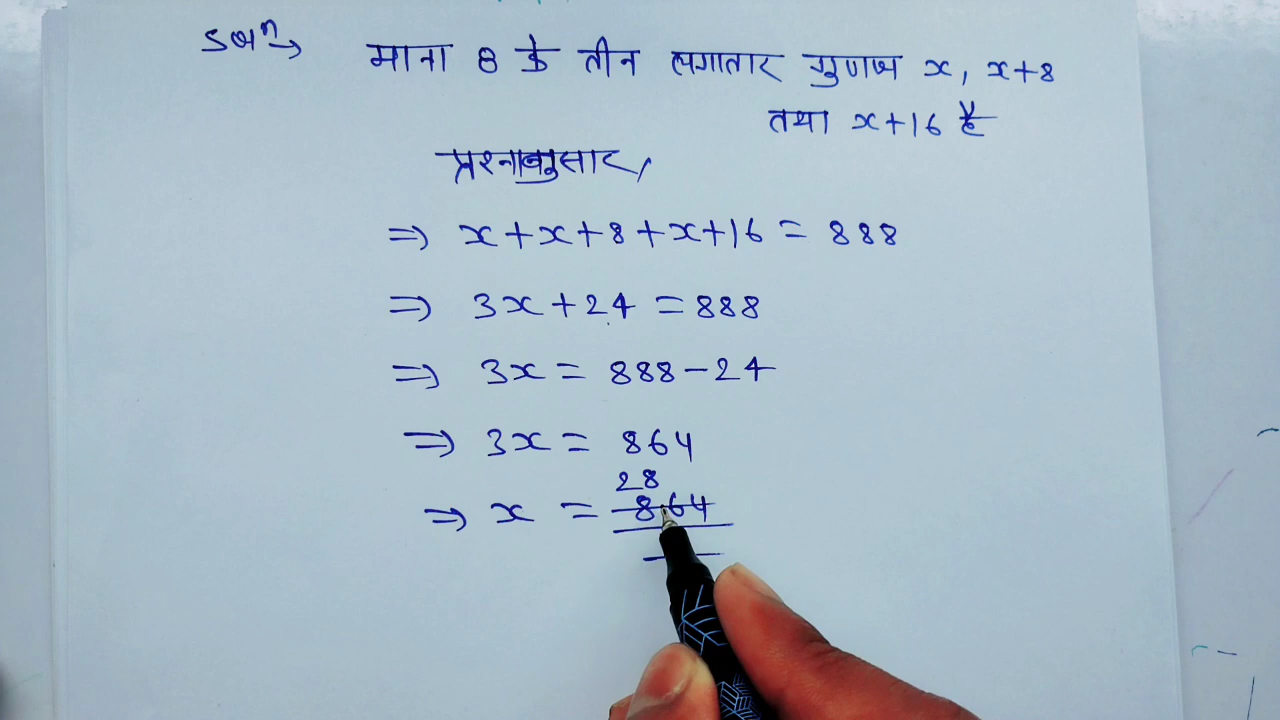 Solⁿ→ माना 8 के तीन लगातार गुणज x, x+8
तथा x+16 है
प्रश्नानुसार,
⇒ x+x+8+x+16 = 888
⇒ 3x+24 = 888
⇒ 3x = 888-24
⇒ 3x = 864
28
⇒ x = 864